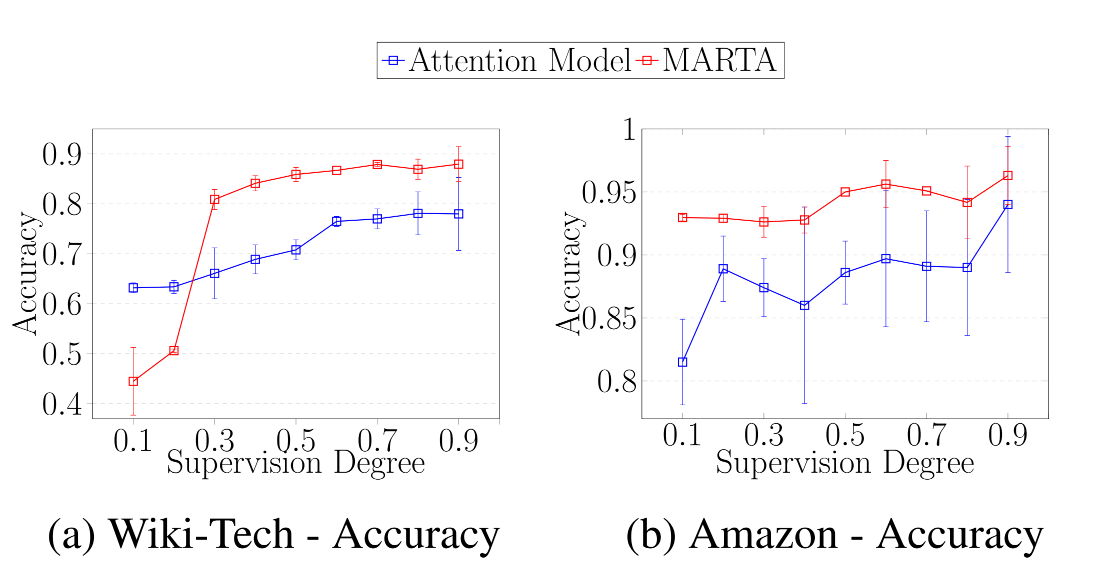 Attention Model MARTA
0.9
0.8
0.7
0.6
0.5
0.4
Accuracy
0.1 0.3 0.5 0.7 0.9
Supervision Degree
(a) Wiki-Tech - Accuracy
1
0.95
0.9
0.85
0.8
Accuracy
0.1 0.3 0.5 0.7 0.9
Supervision Degree
(b) Amazon - Accuracy